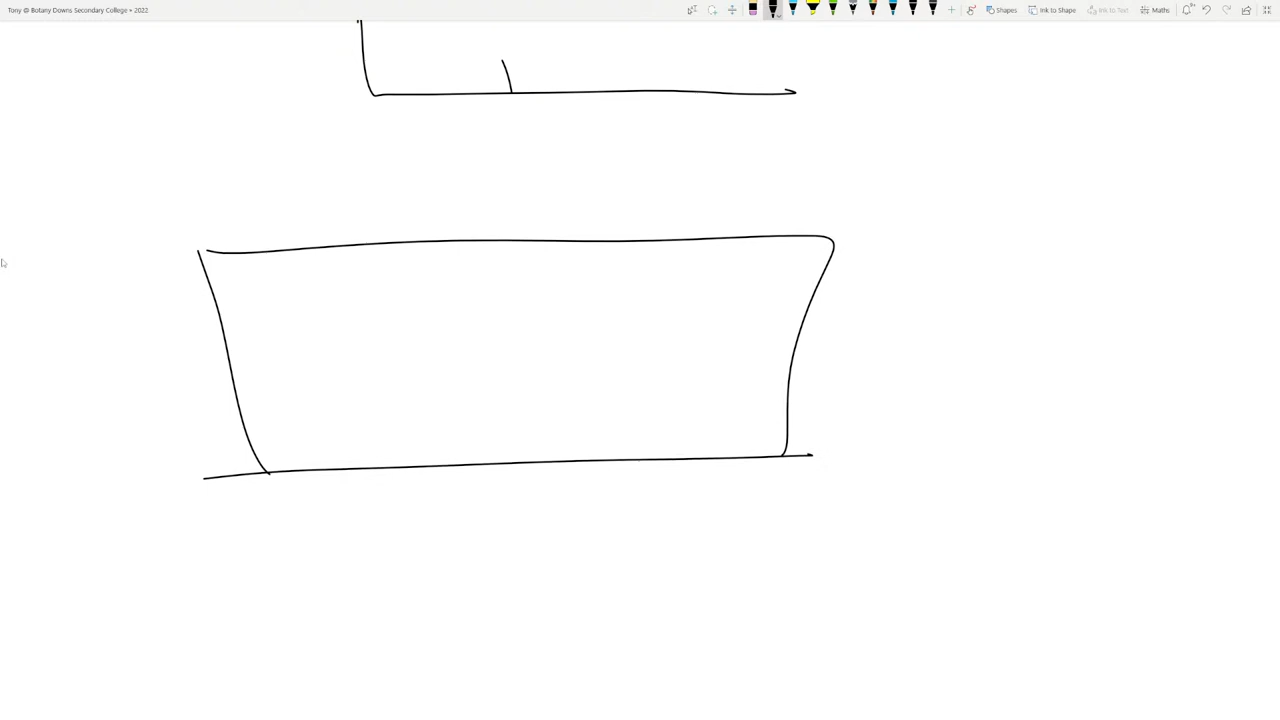 Tony @ Botany Downs Secondary College » 2022
Shapes
Ink to Shape
Ink to Text
Maths